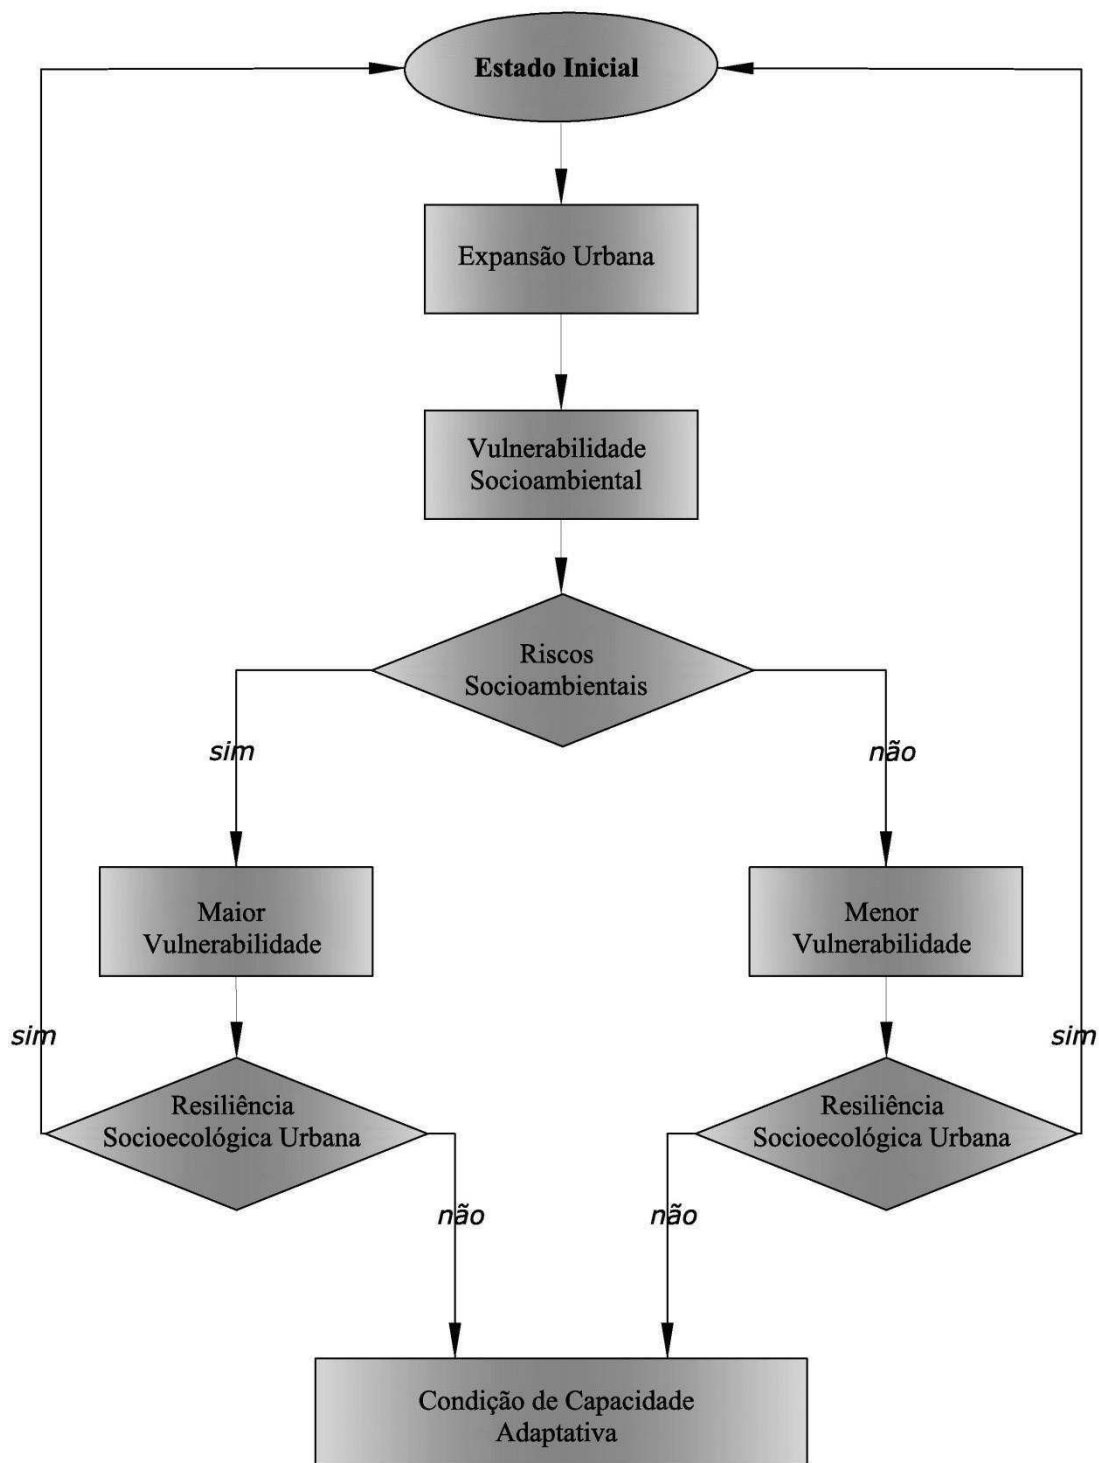 Estado Inicial
Expansão Urbana
Vulnerabilidade
Socioambiental
Riscos
Socioambientais
sim
não
Maior
Vulnerabilidade
Menor
Vulnerabilidade
sim
sim
Resiliência
Socioecológica Urbana
Resiliência
Socioecológica Urbana
não
não
Condição de Capacidade
Adaptativa